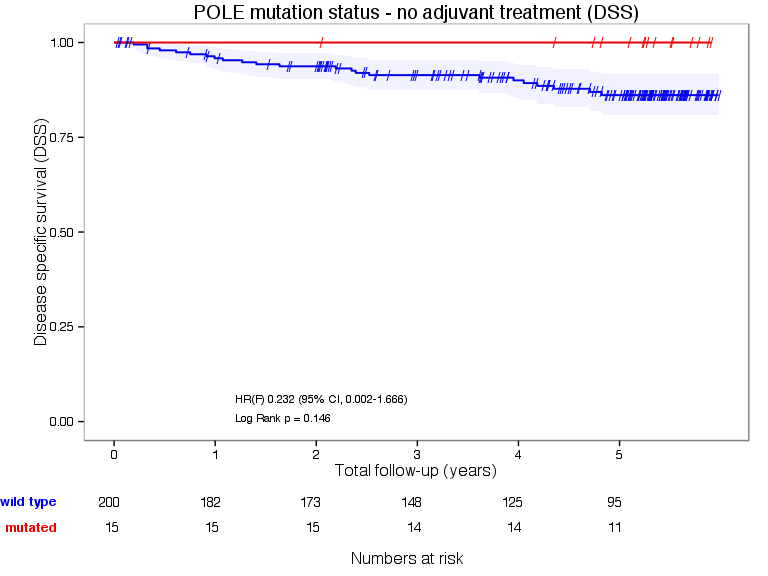 POLE mutation status - no adjuvant treatment (DSS)
Disease specific survival (DSS)
1.00
0.75
0.50
0.25
0.00
HR(F) 0.232 (95% CI, 0.002-1.666)
Log Rank p = 0.146
0 1 2 3 4 5
Total follow-up (years)
wild type 200 182 173 148 125 95
mutated 15 15 15 14 14 11
Numbers at risk